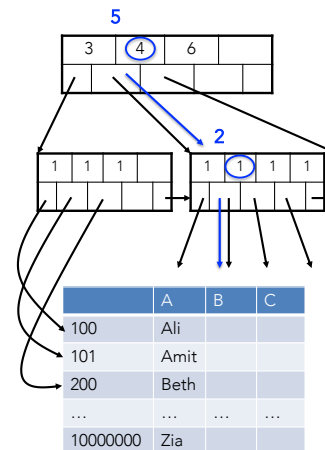 5
3 4 6
2
1 1 1
1 1 1 1
A B C
100 Ali
101 Amit
200 Beth
... ... ... ...
10000000 Zia